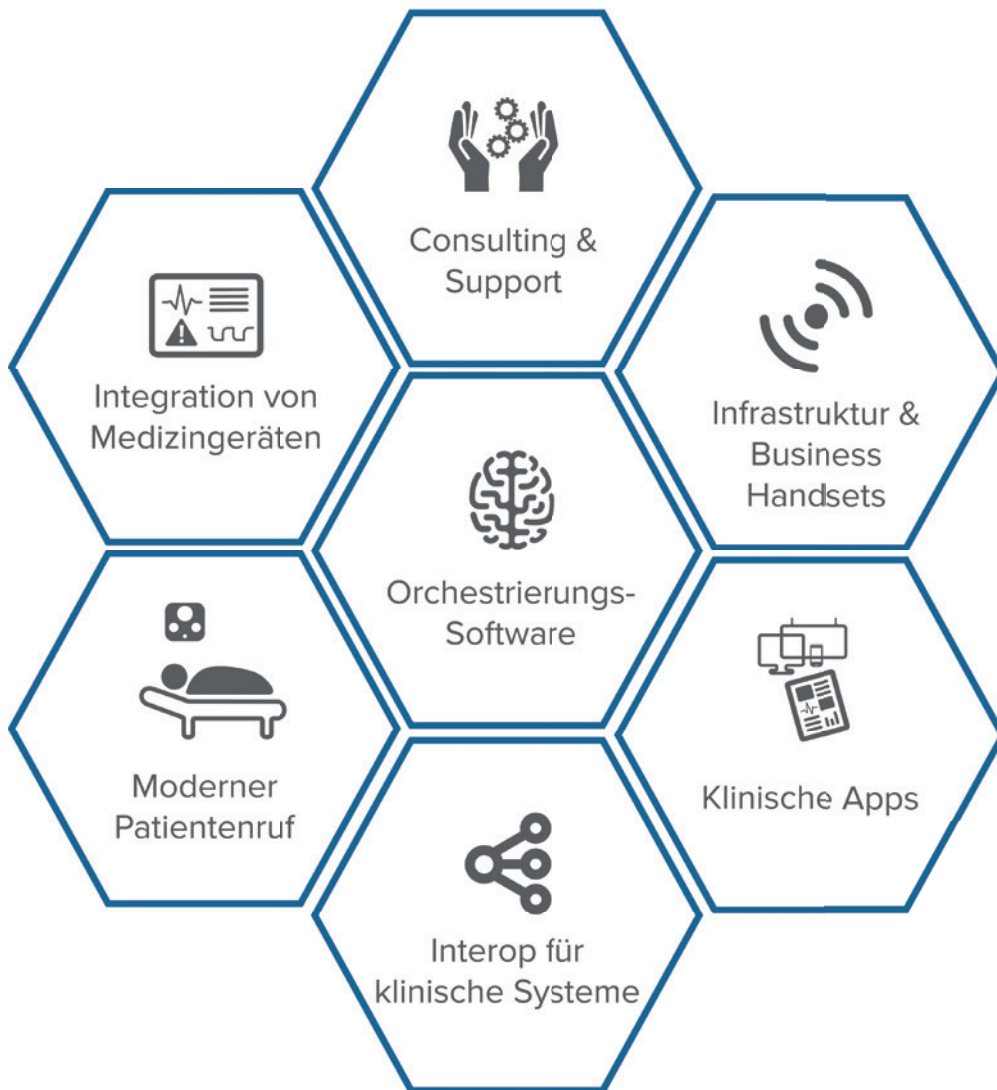 Consulting &
Support
Integration von
Medizingeräten
Infrastruktur &
Business
Handsets
Orchestrierungs-
Software
Moderner
Patientenruf
Klinische Apps
Interop für
klinische Systeme